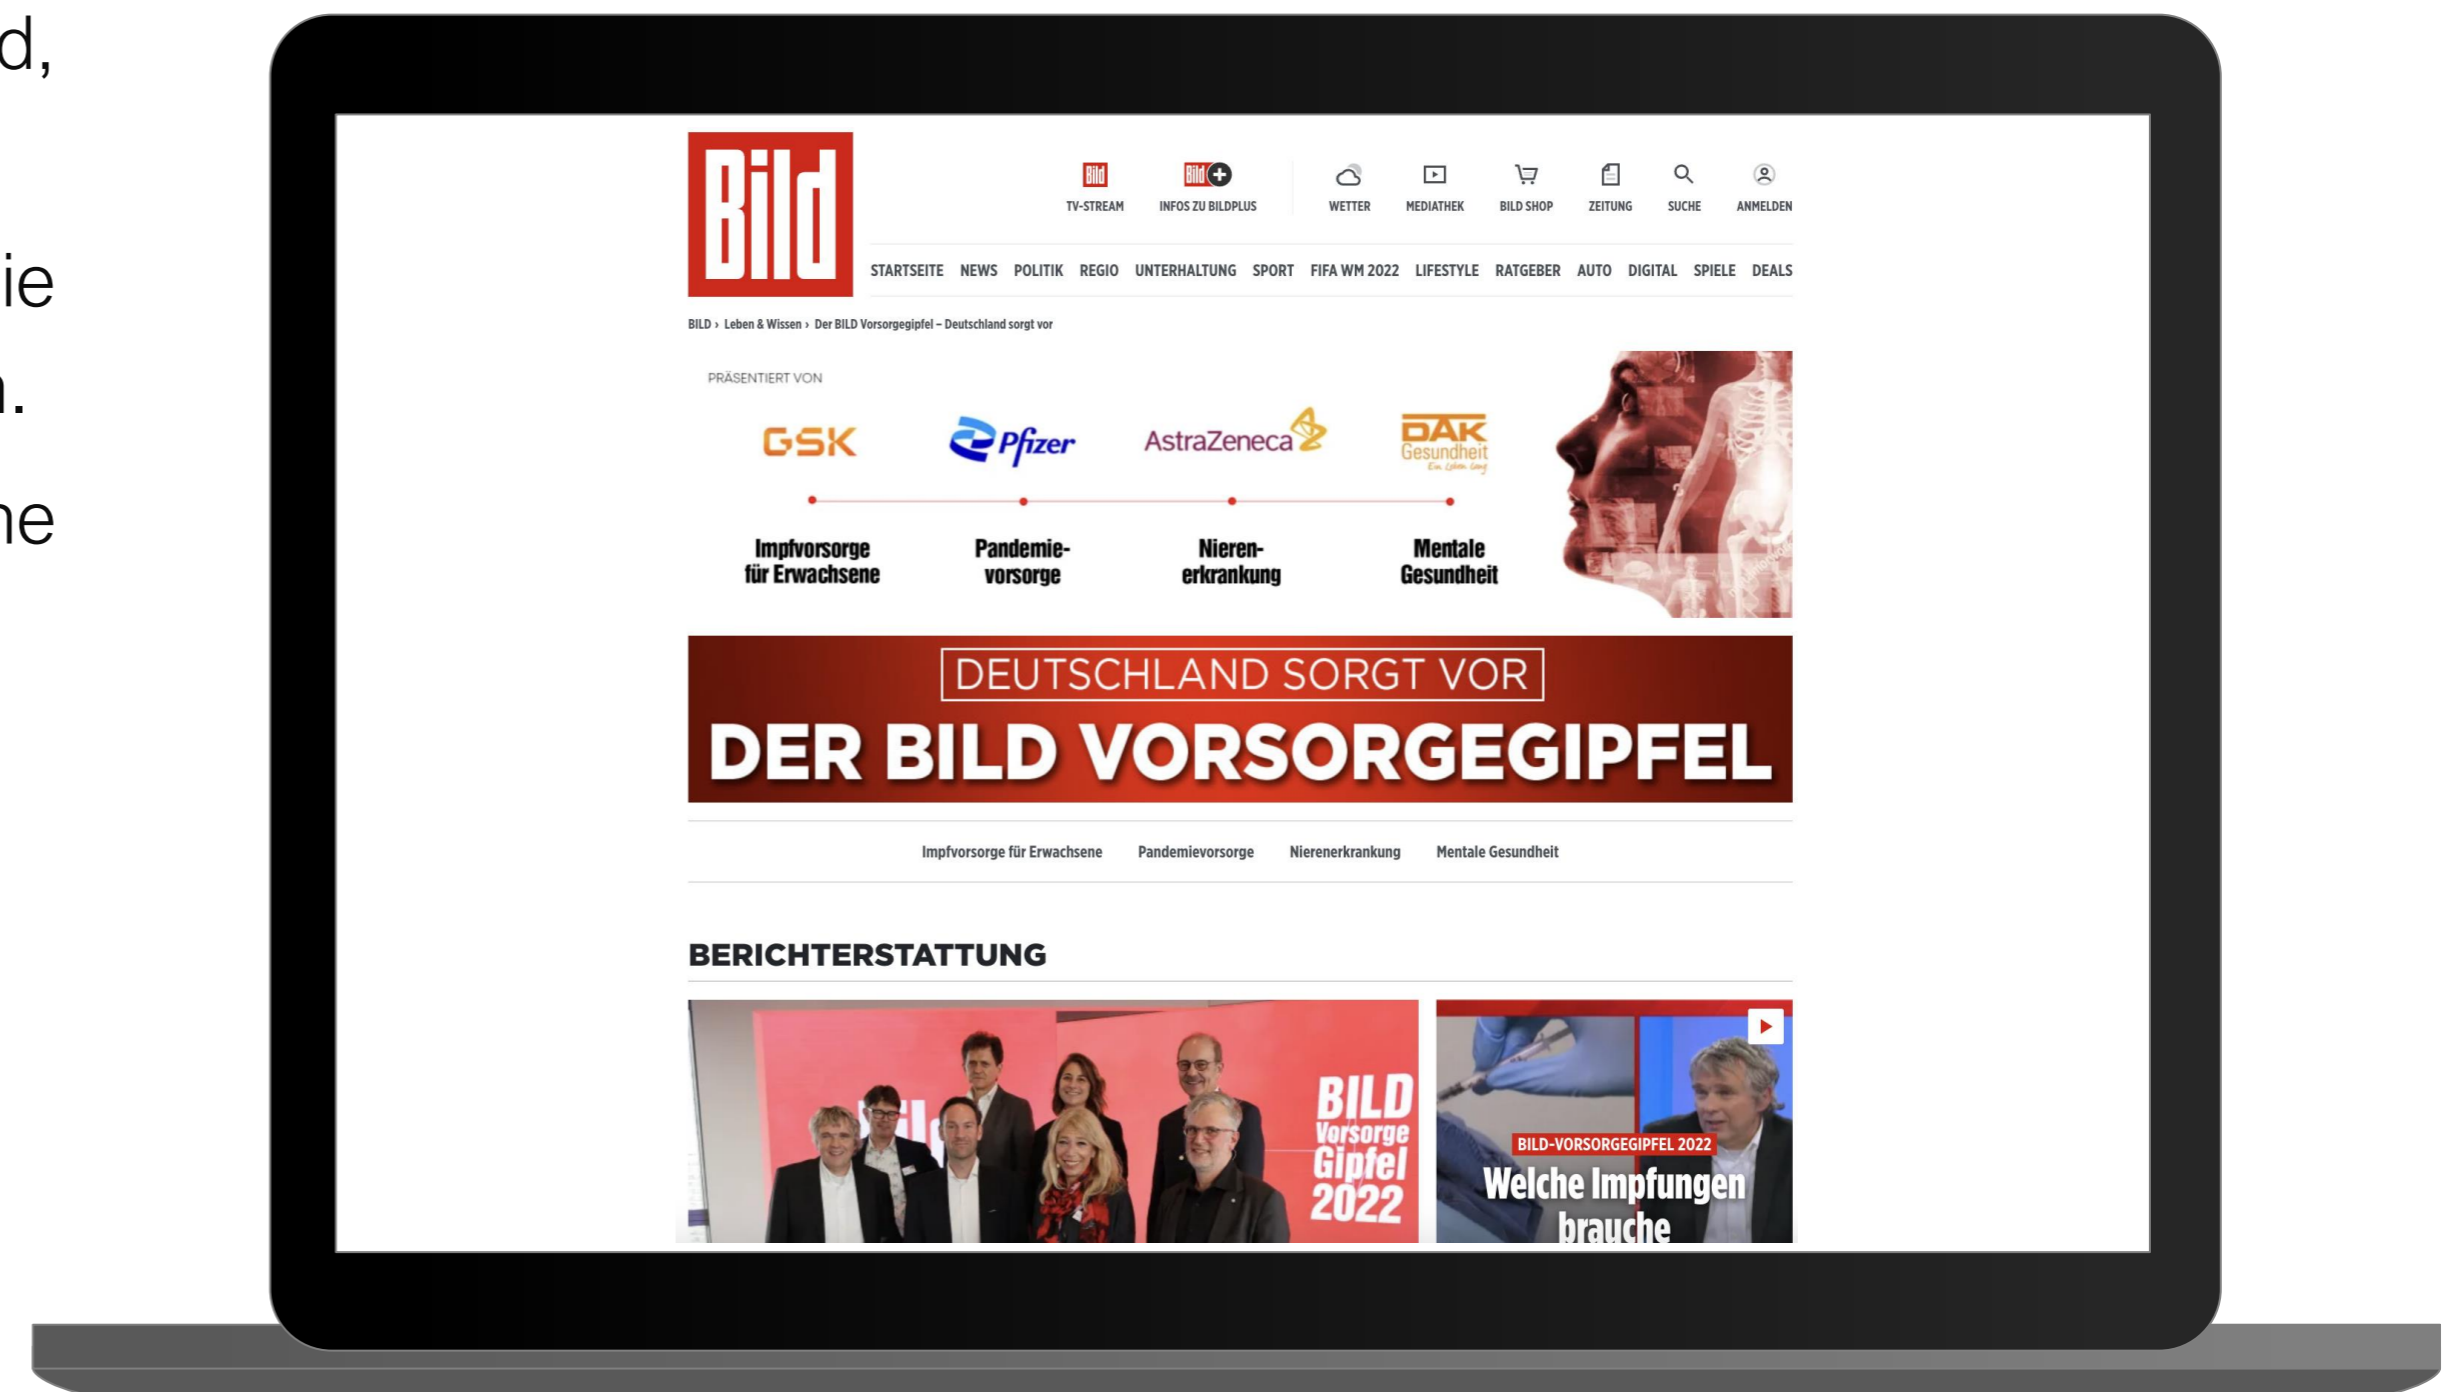 d,
ie
n.
ne
Bild
Bild
Bild+
TV-STREAM
INFOS ZU BILDPLUS
WETTER
MEDIATHEK
BILD SHOP
ZEITUNG
SUCHE
ANMELDEN
STARTSEITE NEWS POLITIK REGIO UNTERHALTUNG SPORT FIFA WM 2022 LIFESTYLE RATGEBER AUTO DIGITAL SPIELE DEALS
BILD › Leben & Wissen › Der BILD Vorsorgegipfel – Deutschland sorgt vor
PRÄSENTIERT VON
GSK
Pfizer
AstraZeneca
DAK
Gesundheit
Ein Leben lang
Impfvorsorge
für Erwachsene
Pandemie-
vorsorge
Nieren-
erkrankung
Mentale
Gesundheit
DEUTSCHLAND SORGT VOR
DER BILD VORSORGEGIPFEL
Impfvorsorge für Erwachsene Pandemievorsorge Nierenerkrankung Mentale Gesundheit
BERICHTERSTATTUNG
BILD
Vorsorge
Gipfel
2022
BILD-VORSORGEGIPFEL 2022
Welche Impfungen
brauche